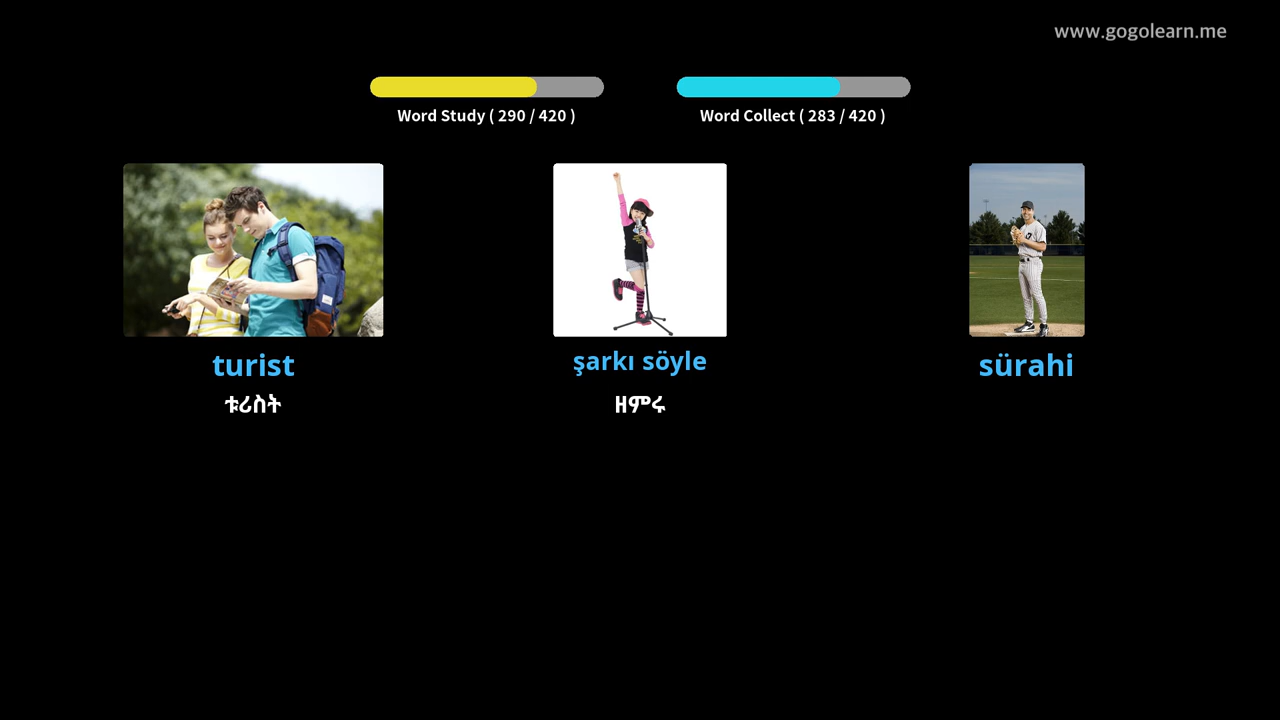 www.gogolearn.me
Word Study ( 290 / 420 )
Word Collect ( 283 / 420 )
turist
şarkı söyle
sürahi
ቱሪስት
ዘምሩ